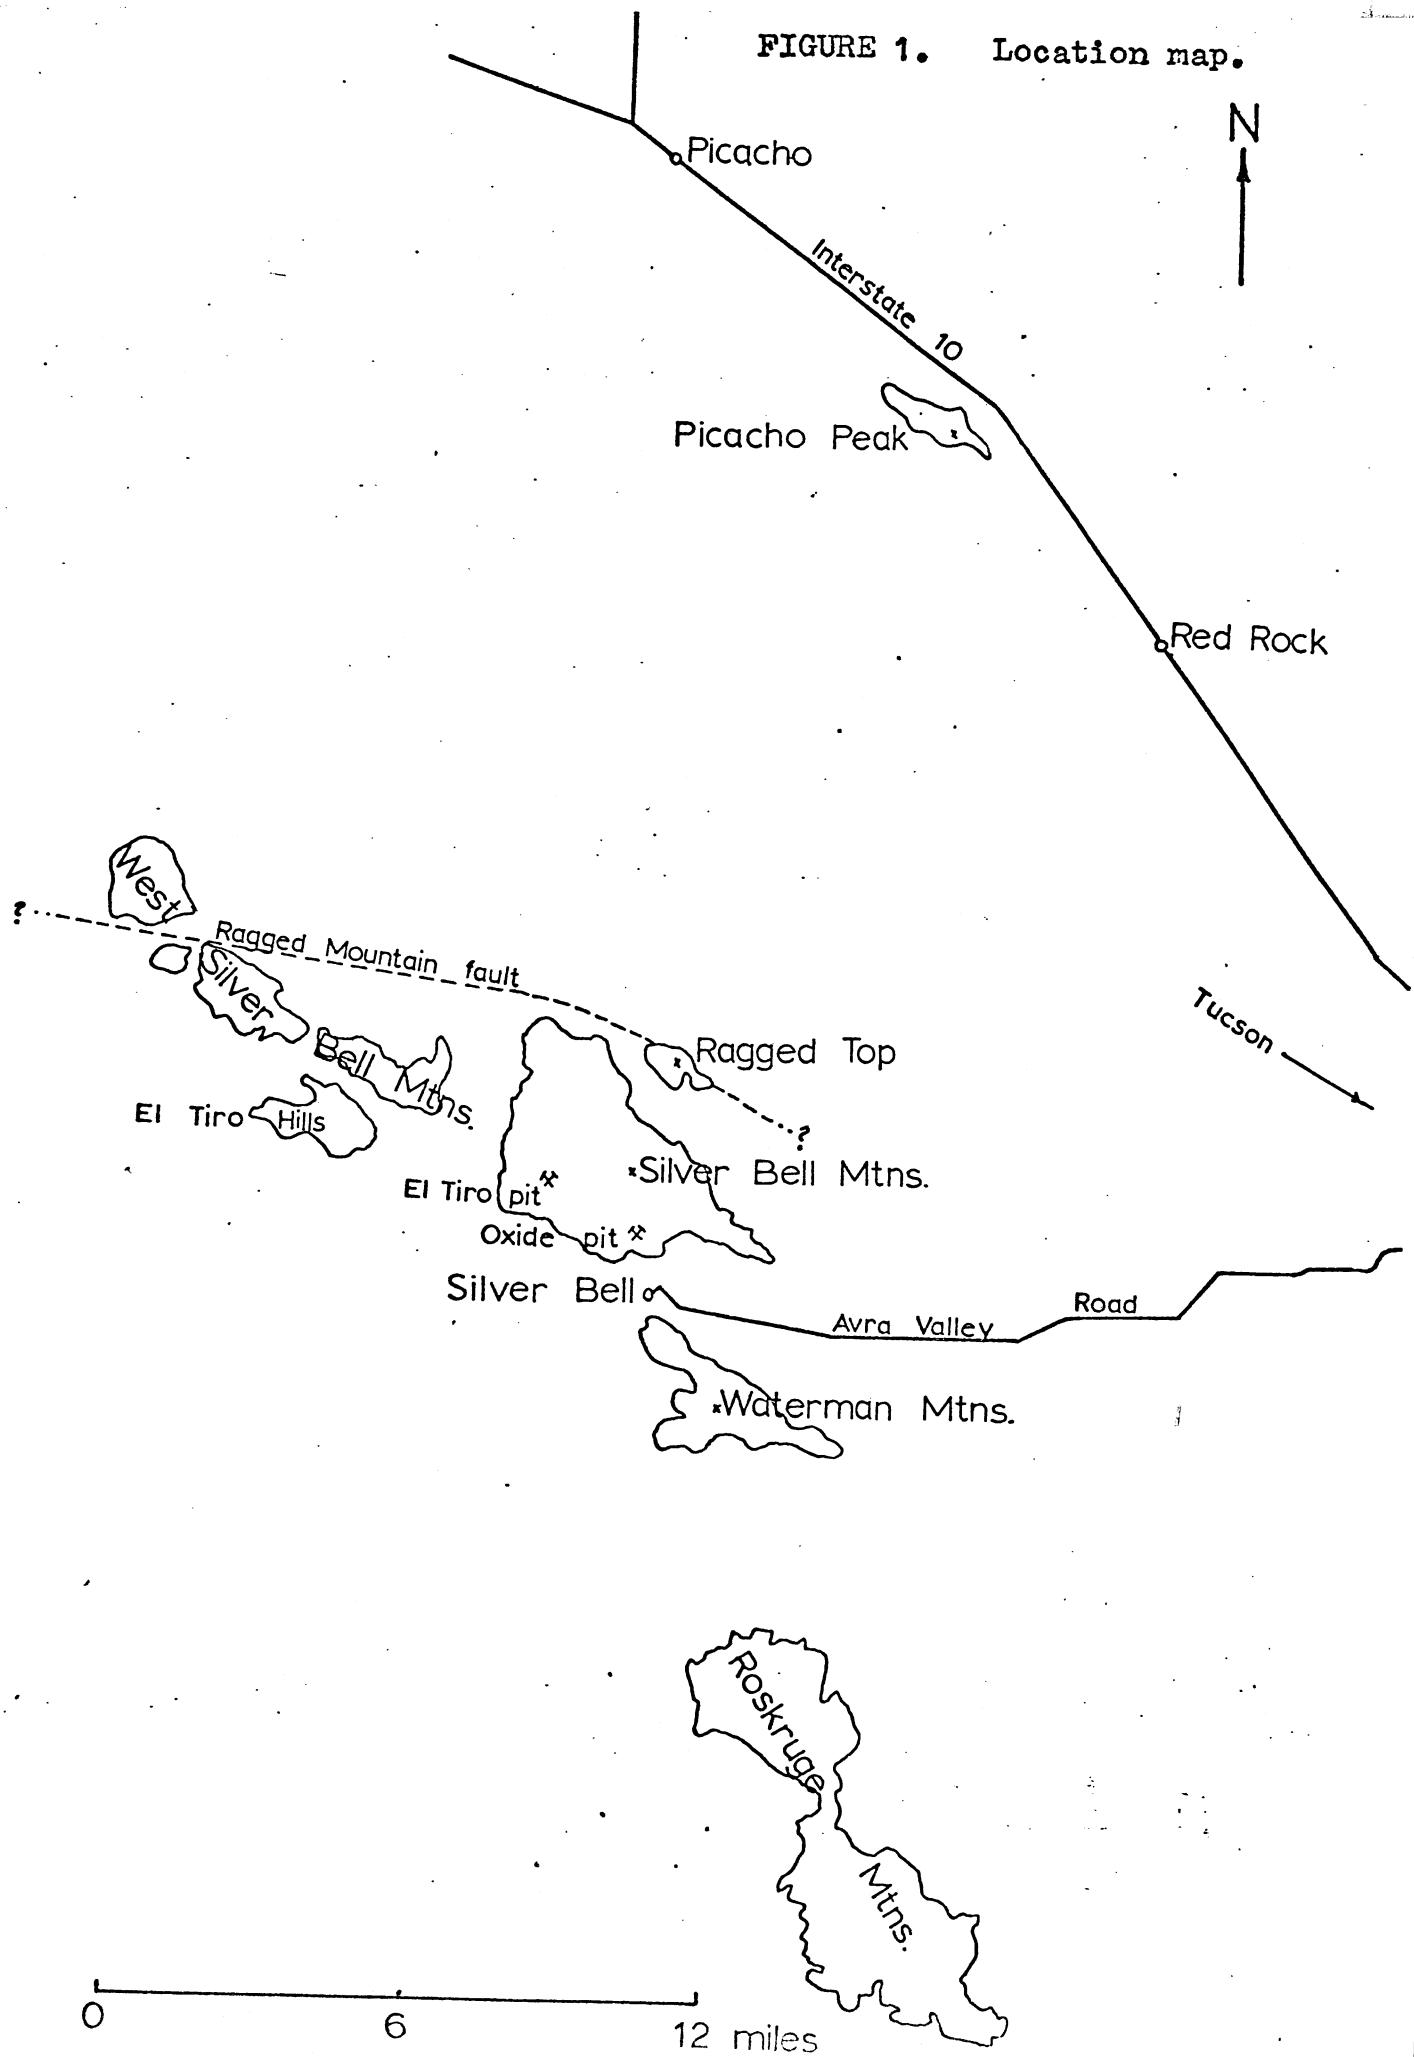 FIGURE 1. Location map.
N
Picacho
Interstate 10
Picacho Peak
Red Rock
West
?
Ragged Mountain fault
Silver
Tucson
Bell Mtns.
Ragged Top
El Tiro Hills
?
Silver Bell Mtns.
El Tiro pit
Oxide pit
Silver Bell
Road
Avra Valley
Waterman Mtns.
Roskruge
Mtns.
0
6
12 miles